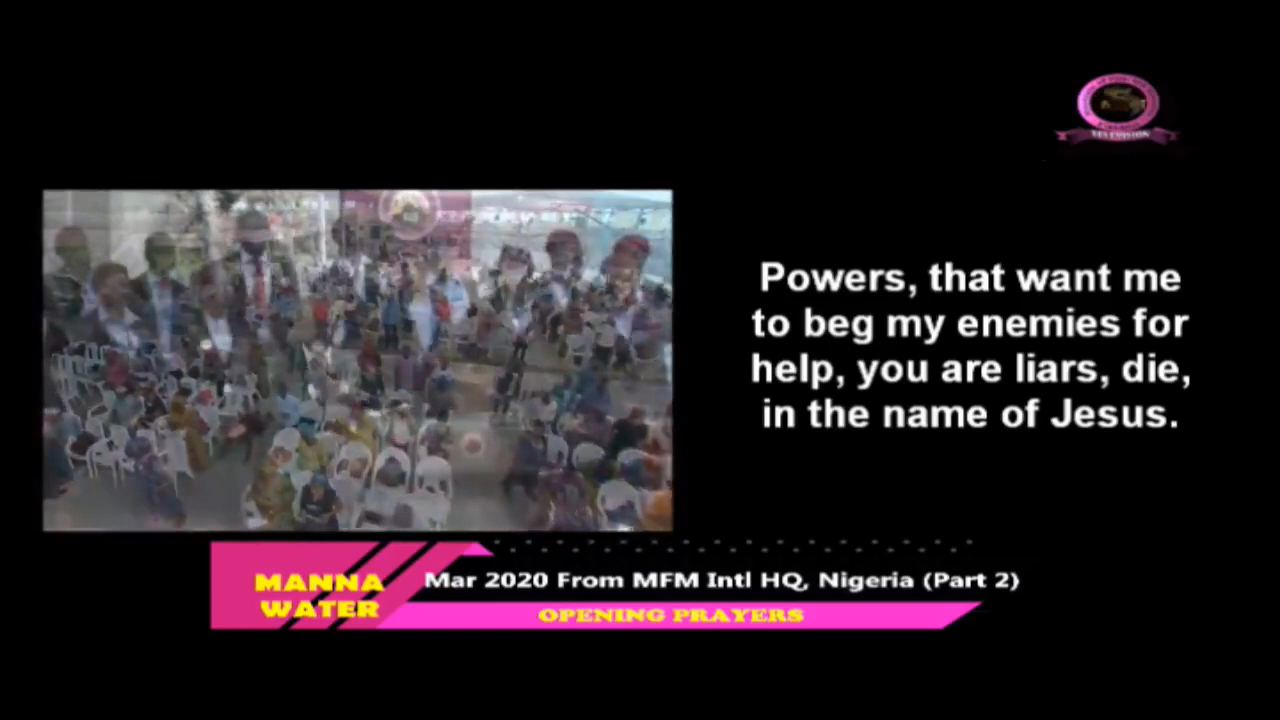 TELEVISION
Powers, that want me
to beg my enemies for
help, you are liars, die,
in the name of Jesus.
MANNA
WATER
Mar 2020 From MFM Intl HQ, Nigeria (Part 2)
OPENING PRAYERS